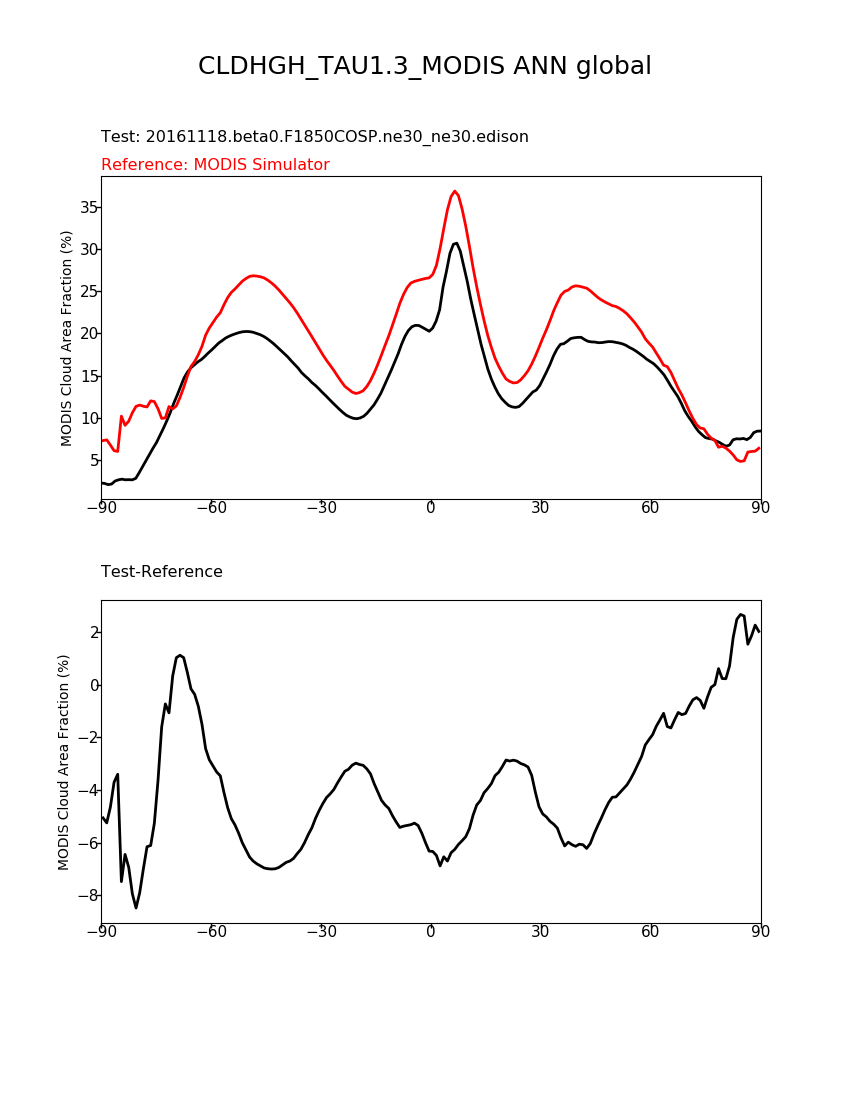 CLDHGH_TAU1.3_MODIS ANN global
Test: 20161118.beta0.F1850COSP.ne30_ne30.edison
Reference: MODIS Simulator
MODIS Cloud Area Fraction (%)
35
30
25
20
15
10
5
−90 −60 −30 0 30 60 90
Test-Reference
MODIS Cloud Area Fraction (%)
2
0
−2
−4
−6
−8
−90 −60 −30 0 30 60 90